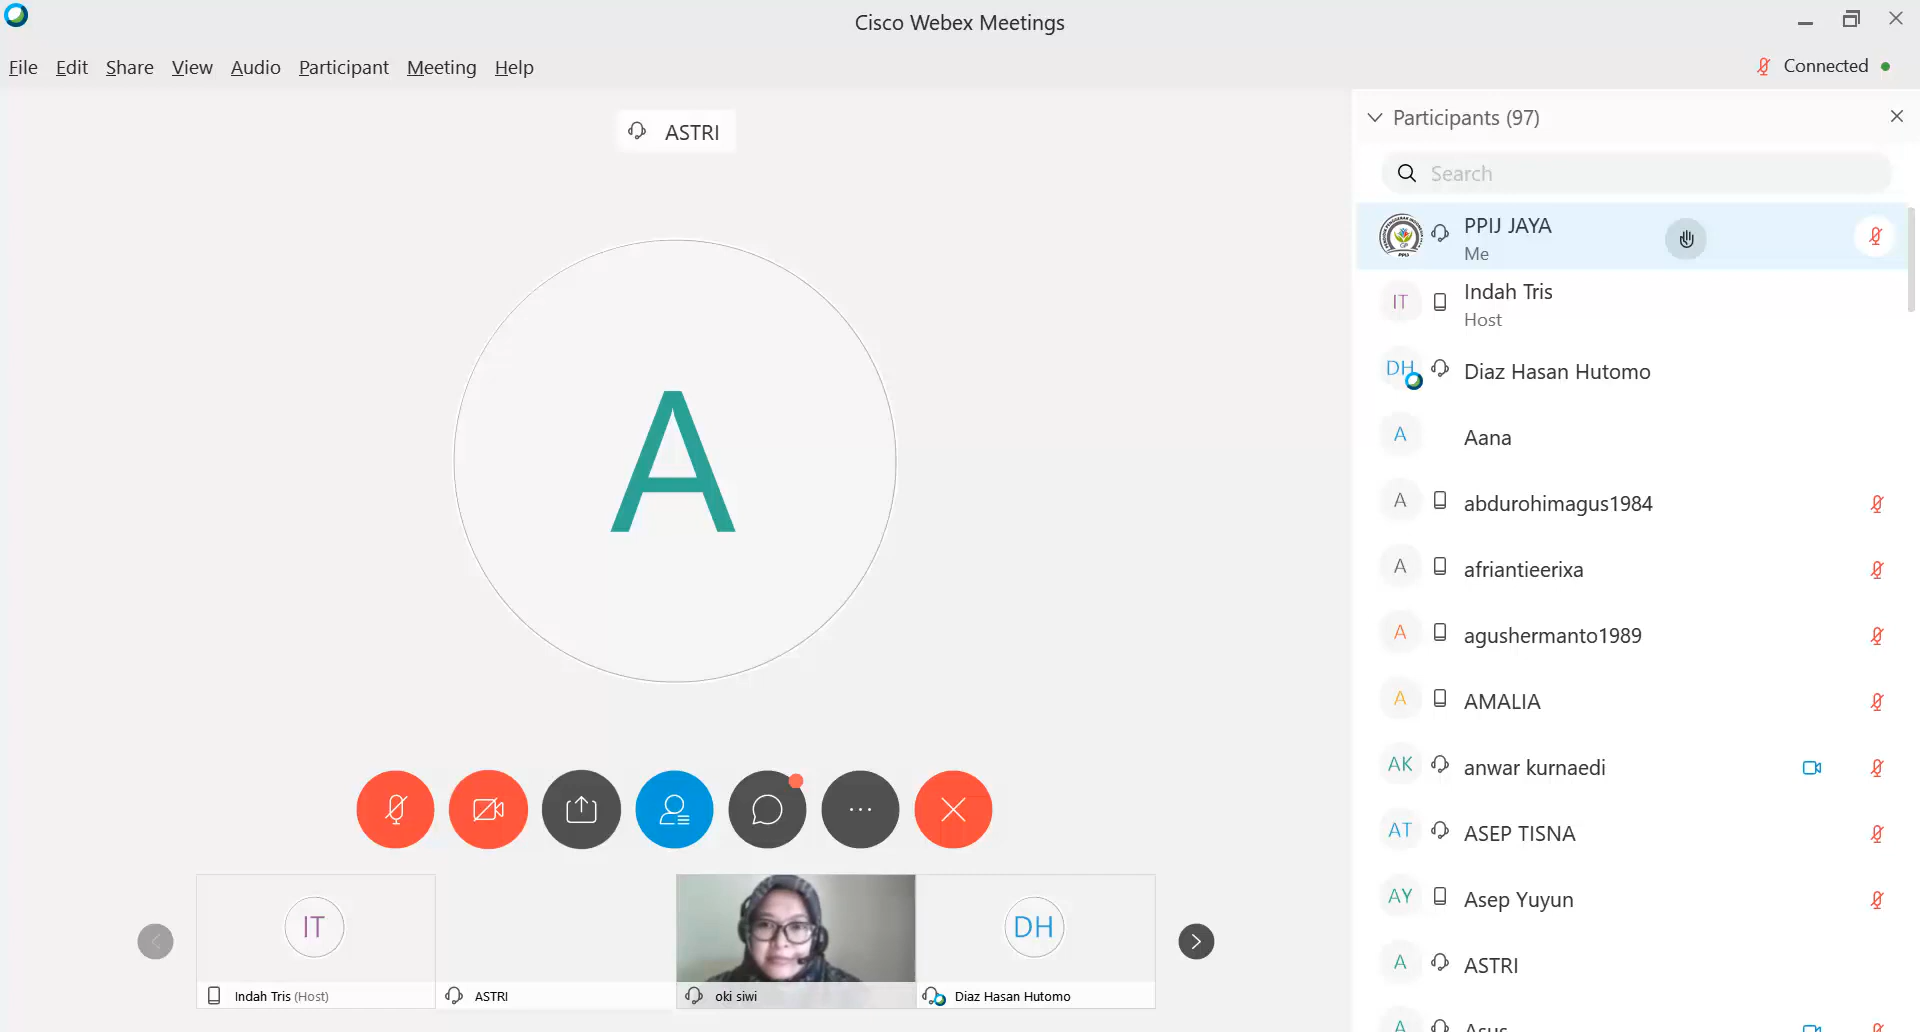 Cisco Webex Meetings
File Edit Share View Audio Participant Meeting Help
Connected
ASTRI
A
Participants (97)
Search
PPIJ JAYA
Me
IT
Indah Tris
Host
DH
Diaz Hasan Hutomo
A
Aana
A
abdurohimagus1984
A
afriantieerixa
A
agushermanto1989
A
AMALIA
AK
anwar kurnaedi
AT
ASEP TISNA
AY
Asep Yuyun
A
ASTRI
A
Asus
IT
Indah Tris (Host)
ASTRI
oki siwi
DH
Diaz Hasan Hutomo